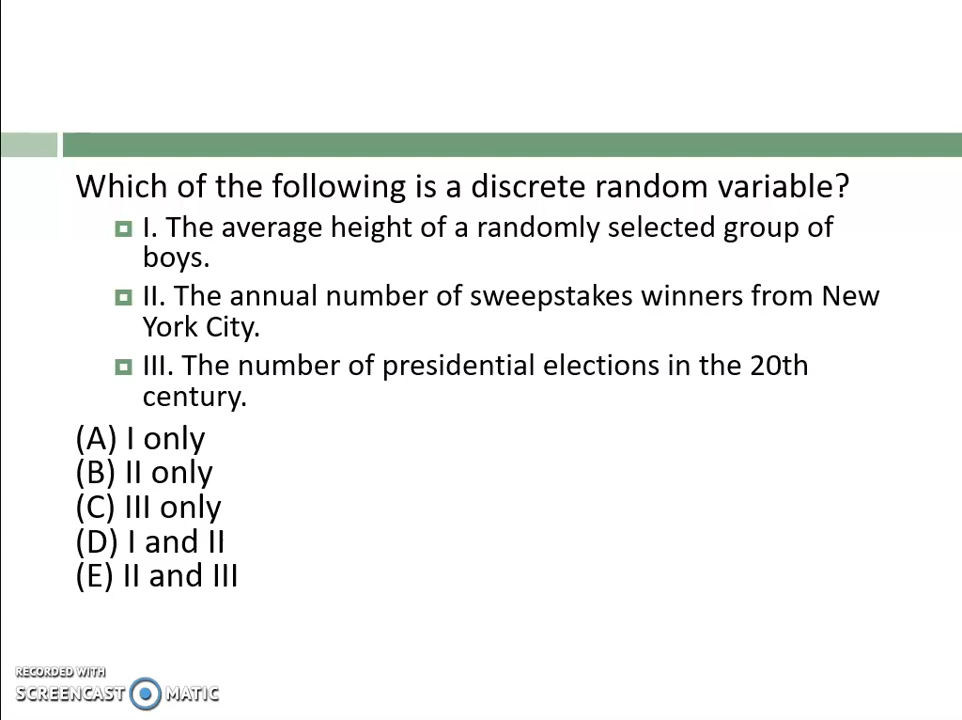 Which of the following is a discrete random variable?
I. The average height of a randomly selected group of
boys.
II. The annual number of sweepstakes winners from New
York City.
III. The number of presidential elections in the 20th
century.
(A) I only
(B) II only
(C) III only
(D) I and II
(E) II and III
RECORDED WITH
SCREENCAST MATIC